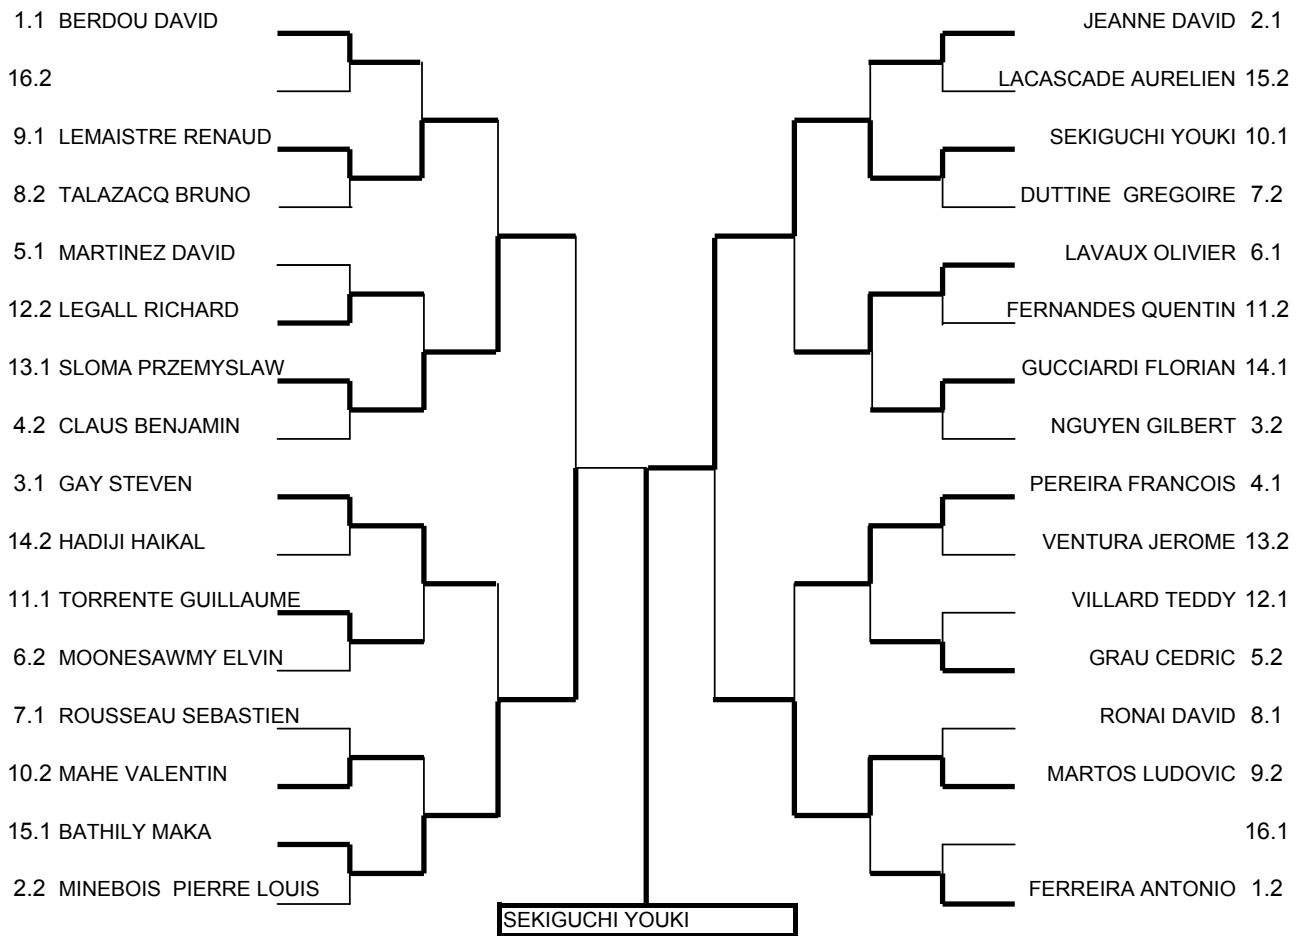 1.1 BERDOU DAVID
16.2
9.1 LEMAISTRE RENAUD
8.2 TALAZACQ BRUNO
5.1 MARTINEZ DAVID
12.2 LEGALL RICHARD
13.1 SLOMA PRZEMYSLAW
4.2 CLAUS BENJAMIN
3.1 GAY STEVEN
14.2 HADIJI HAIKAL
11.1 TORRENTE GUILLAUME
6.2 MOONESAWMY ELVIN
7.1 ROUSSEAU SEBASTIEN
10.2 MAHE VALENTIN
15.1 BATHILY MAKA
2.2 MINEBOIS PIERRE LOUIS
JEANNE DAVID 2.1
LACASCADE AURELIEN 15.2
SEKIGUCHI YOUKI 10.1
DUTTINE GREGOIRE 7.2
LAVAUX OLIVIER 6.1
FERNANDES QUENTIN 11.2
GUCCIARDI FLORIAN 14.1
NGUYEN GILBERT 3.2
PEREIRA FRANCOIS 4.1
VENTURA JEROME 13.2
VILLARD TEDDY 12.1
GRAU CEDRIC 5.2
RONAI DAVID 8.1
MARTOS LUDOVIC 9.2
16.1
FERREIRA ANTONIO 1.2
SEKIGUCHI YOUKI